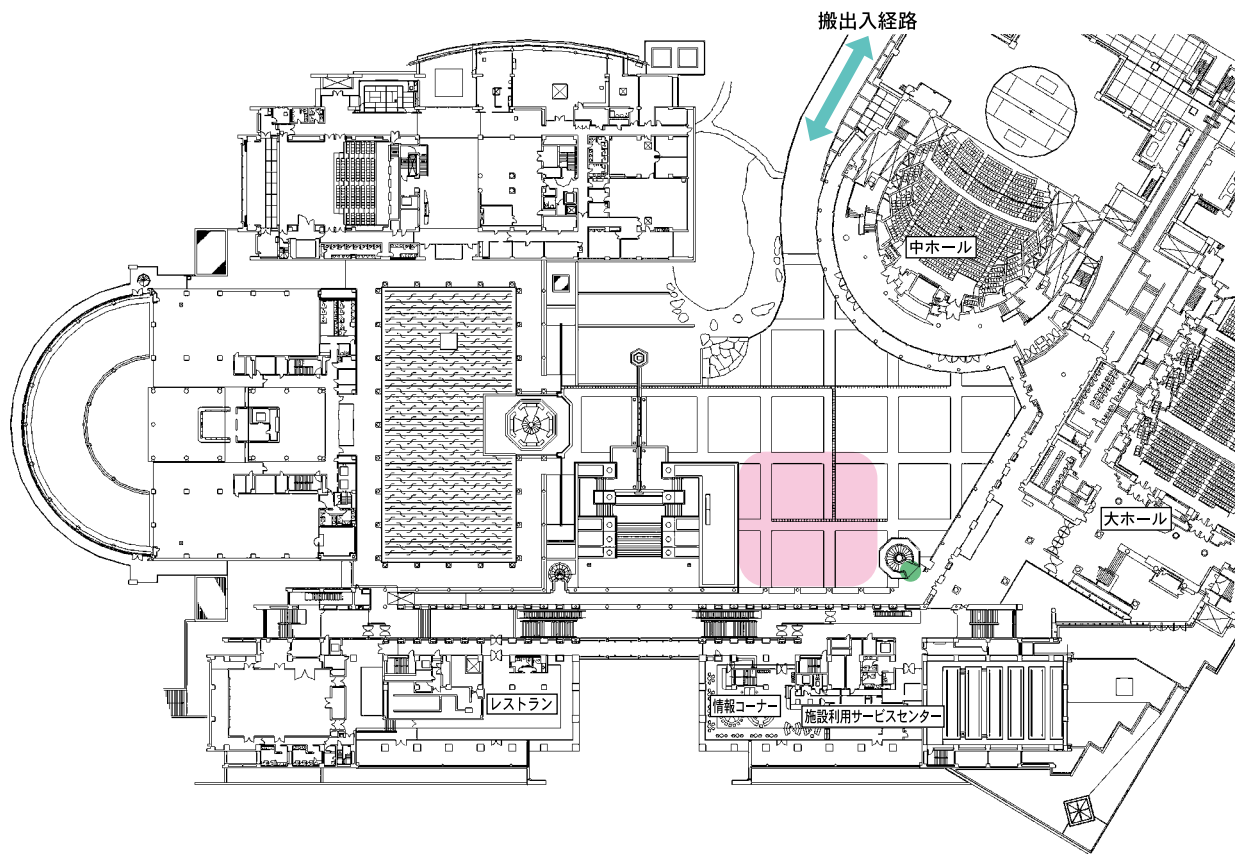 搬出入経路
中ホール
大ホール
レストラン
情報コーナー
施設利用サービスセンター